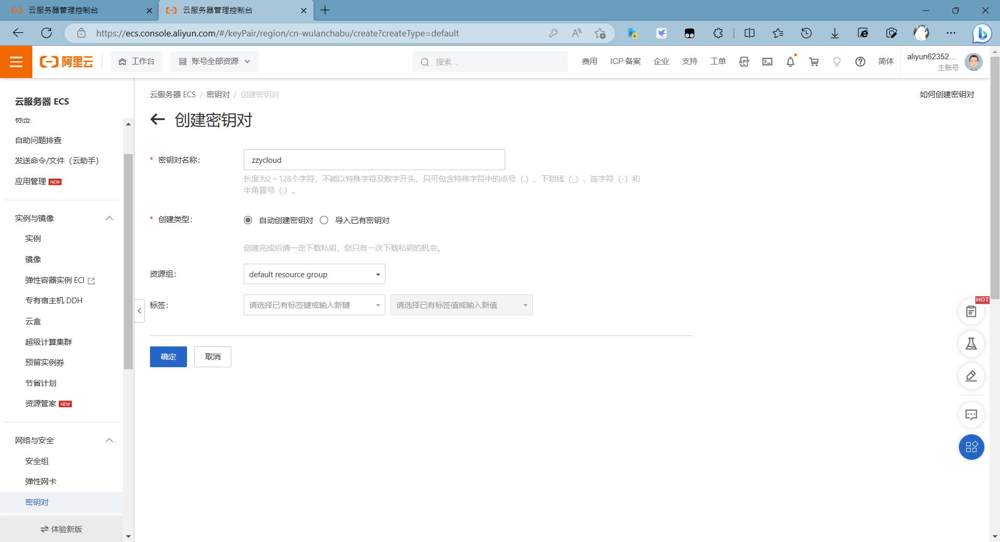 云服务器管理控制台
云服务器管理控制台
https://ecs.console.aliyun.com/#/keyPair/region/cn-wulanchabu/create?createType=default
阿里云
工作台
账号全部资源
搜索...
费用
ICP 备案
企业
支持
工单
APP
简体
aliyun62352...
主账号
云服务器 ECS
标签
自助问题排查
发送命令/文件（云助手）
应用管理 NEW
实例与镜像
实例
镜像
弹性容器实例 ECI
专有宿主机 DDH
云盒
超级计算集群
预留实例券
节省计划
资源管家 NEW
网络与安全
安全组
弹性网卡
密钥对
体验新版
云服务器 ECS / 密钥对 / 创建密钥对
如何创建密钥对
创建密钥对
* 密钥对名称：
zzycloud
长度为2～128个字符，不能以特殊字符及数字开头，只可包含特殊字符中的点号（.）、下划线（_）、连字符（-）和
半角冒号（:）。
* 创建类型：
自动创建密钥对
导入已有密钥对
创建完成后请一定下载私钥，您只有一次下载私钥的机会。
资源组：
default resource group
标签：
请选择已有标签键或输入新键
请选择已有标签值或输入新值
确定
取消
HOT